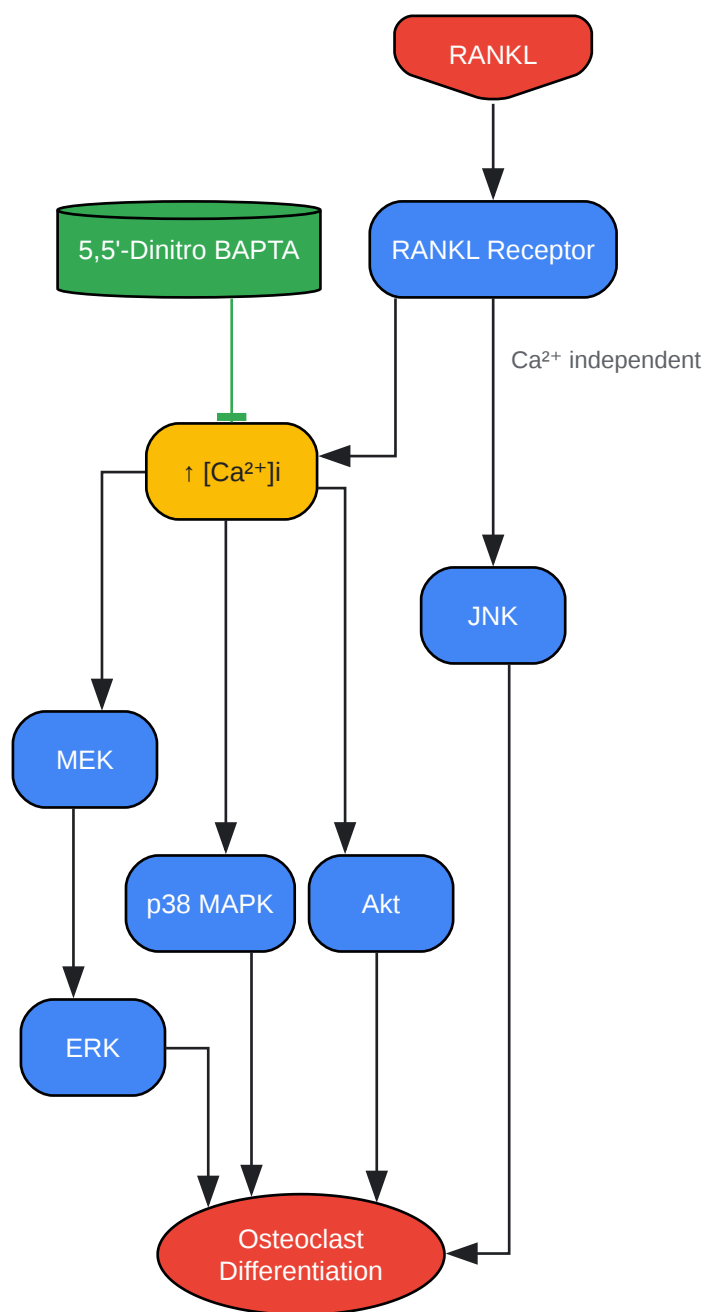 RANKL
5,5'-Dinitro BAPTA
RANKL Receptor
Ca²⁺ independent
↑ [Ca²⁺]i
JNK
MEK
p38 MAPK
Akt
ERK
Osteoclast
Differentiation